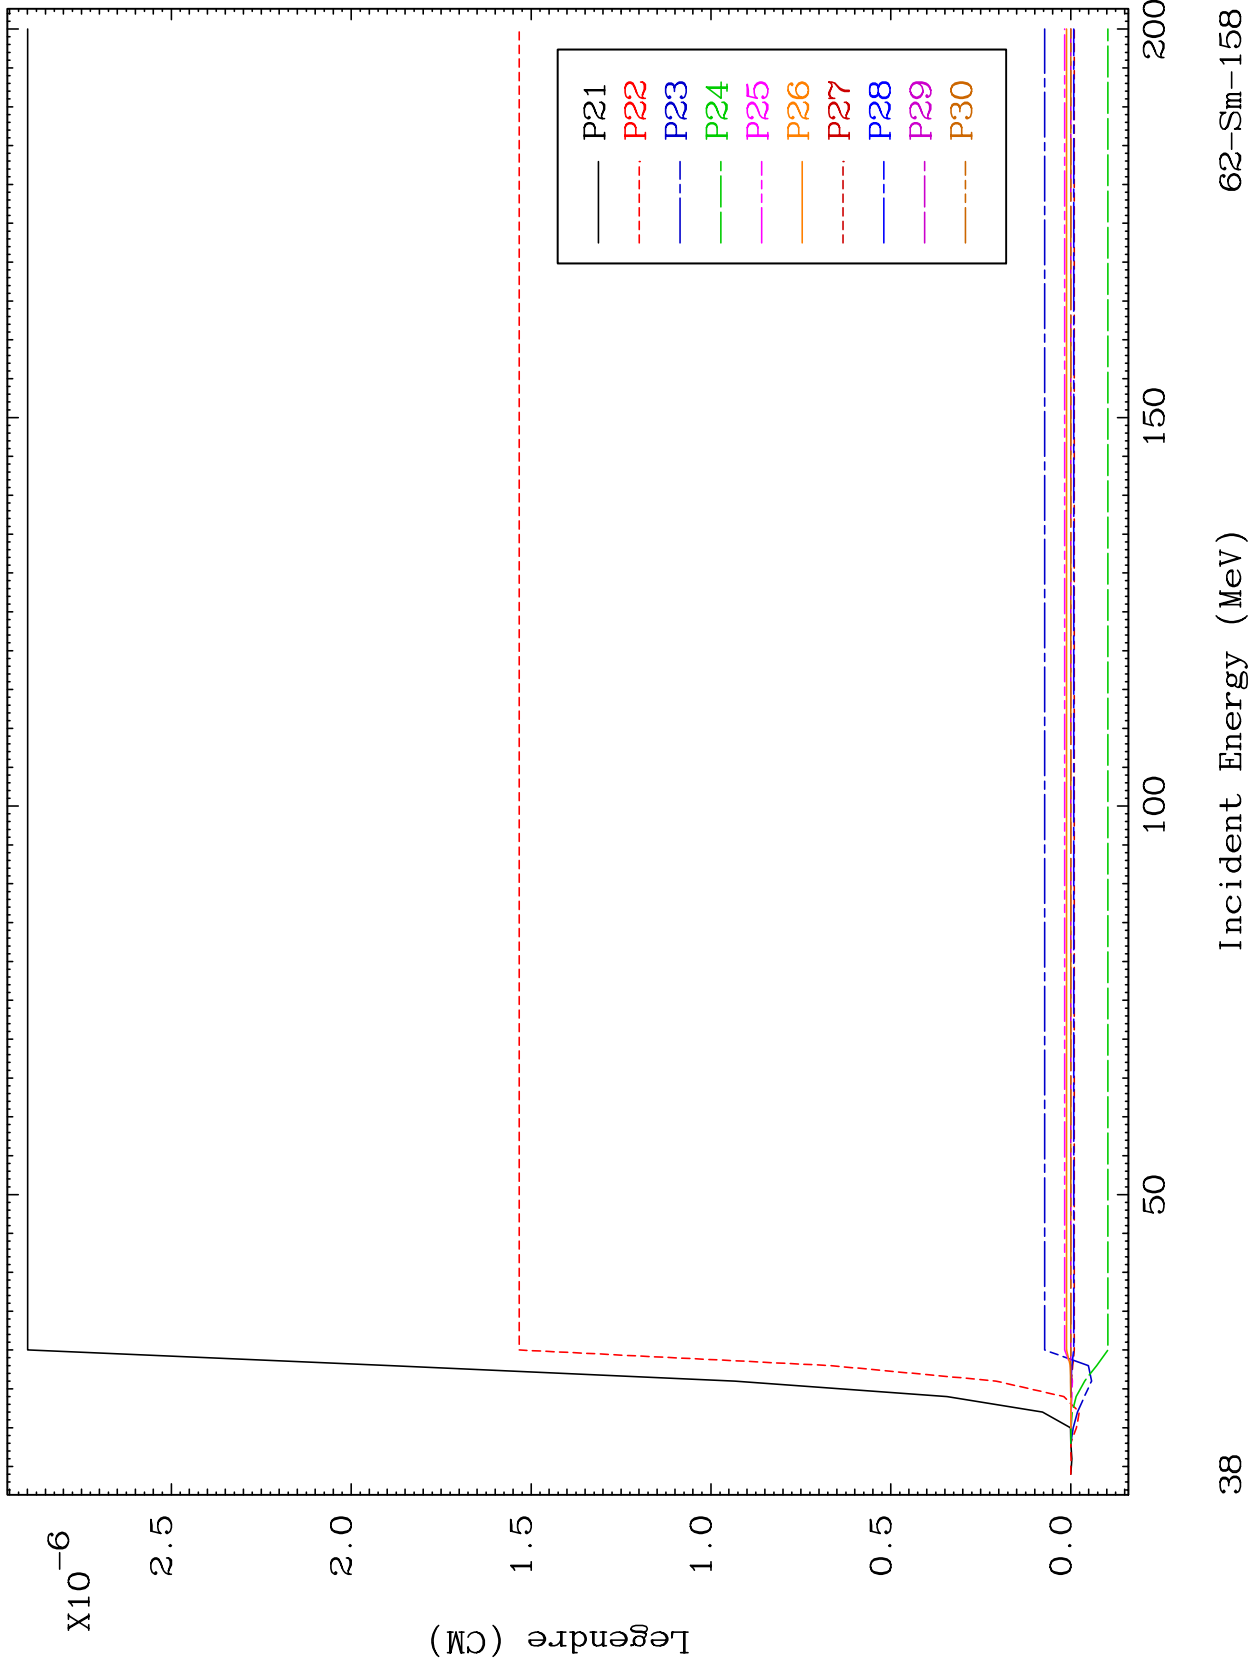 X10-6
2.5
2.0
1.5
1.0
0.5
0.0
Legendre (CM)
P21
P22
P23
P24
P25
P26
P27
P28
P29
P30
50
100
150
200
Incident Energy (MeV)
38
62-Sm-158